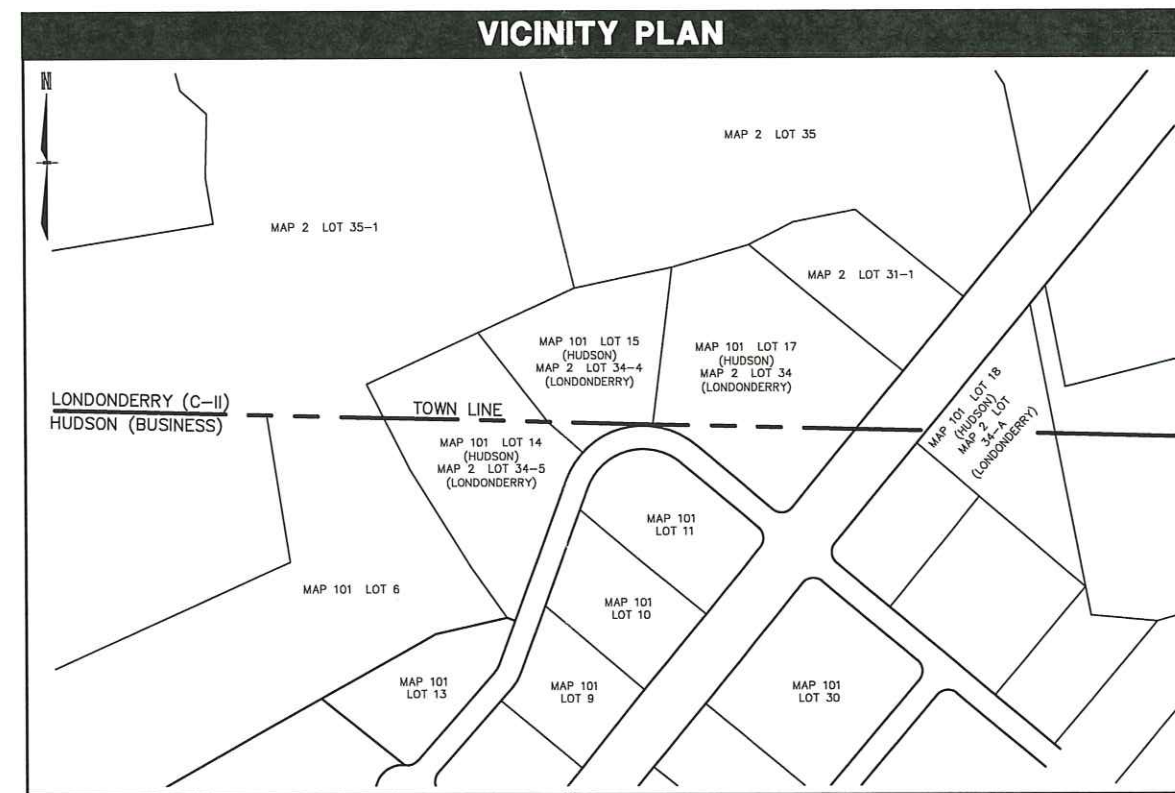 VICINITY PLAN
N
MAP 2 LOT 35
MAP 2 LOT 35-1
MAP 2 LOT 31-1
MAP 101 LOT 15
(HUDSON)
MAP 2 LOT 34-4
(LONDONDERRY)
MAP 101 LOT 17
(HUDSON)
MAP 2 LOT 34
(LONDONDERRY)
MAP 101 LOT 18
(HUDSON)
MAP 2 LOT
34-A
(LONDONDERRY)
LONDONDERRY (C-II)
HUDSON (BUSINESS)
TOWN LINE
MAP 101 LOT 14
(HUDSON)
MAP 2 LOT 34-5
(LONDONDERRY)
MAP 101
LOT 11
MAP 101 LOT 6
MAP 101
LOT 10
MAP 101
LOT 13
MAP 101
LOT 9
MAP 101
LOT 30